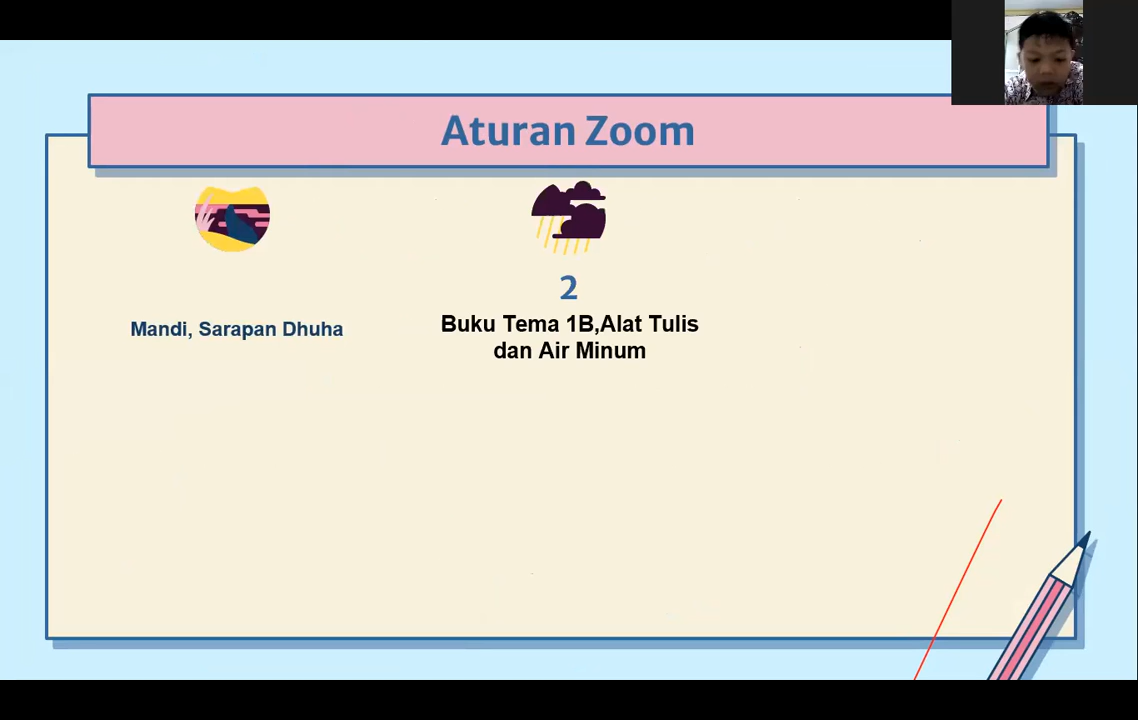 Aturan Zoom
Mandi, Sarapan Dhuha
2
Buku Tema 1B,Alat Tulis
dan Air Minum